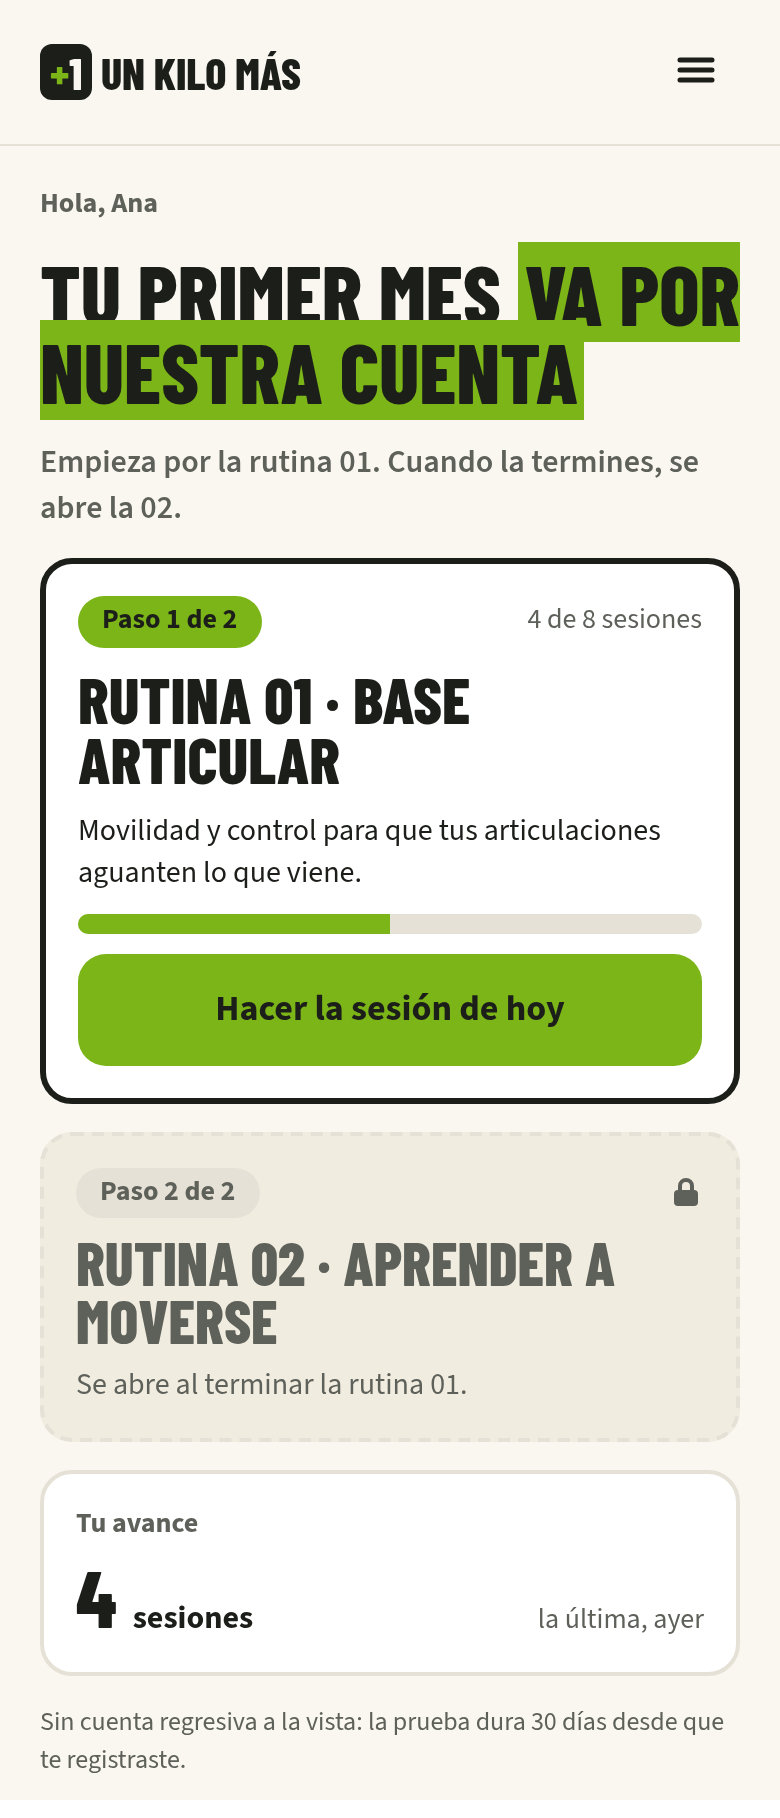 +1 UN KILO MÁS
Hola, Ana
TU PRIMER MES VA POR
NUESTRA CUENTA
Empieza por la rutina 01. Cuando la termines, se
abre la 02.
Paso 1 de 2
4 de 8 sesiones
RUTINA 01 · BASE
ARTICULAR
Movilidad y control para que tus articulaciones
aguanten lo que viene.
Hacer la sesión de hoy
Paso 2 de 2
RUTINA 02 · APRENDER A
MOVERSE
Se abre al terminar la rutina 01.
Tu avance
4 sesiones
la última, ayer
Sin cuenta regresiva a la vista: la prueba dura 30 días desde que
te registraste.